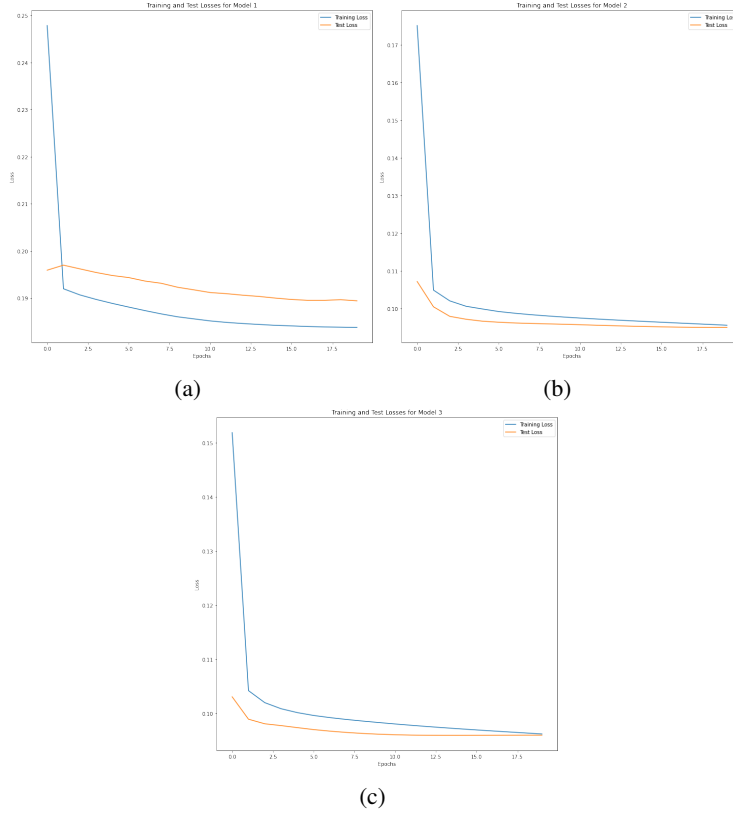 Training and Test Losses for Model 1
Training Loss
Test Loss
0.25
0.24
0.23
0.22
0.21
0.20
0.19
Loss
0.0 2.5 5.0 7.5 10.0 12.5 15.0 17.5
Epochs
(a)
Training and Test Losses for Model 2
Training Los
Test Loss
0.17
0.16
0.15
0.14
0.13
0.12
0.11
0.10
Loss
0.0 2.5 5.0 7.5 10.0 12.5 15.0 17.5
Epochs
(b)
Training and Test Losses for Model 3
Training Loss
Test Loss
0.15
0.14
0.13
0.12
0.11
0.10
Loss
0.0 2.5 5.0 7.5 10.0 12.5 15.0 17.5
Epochs
(c)